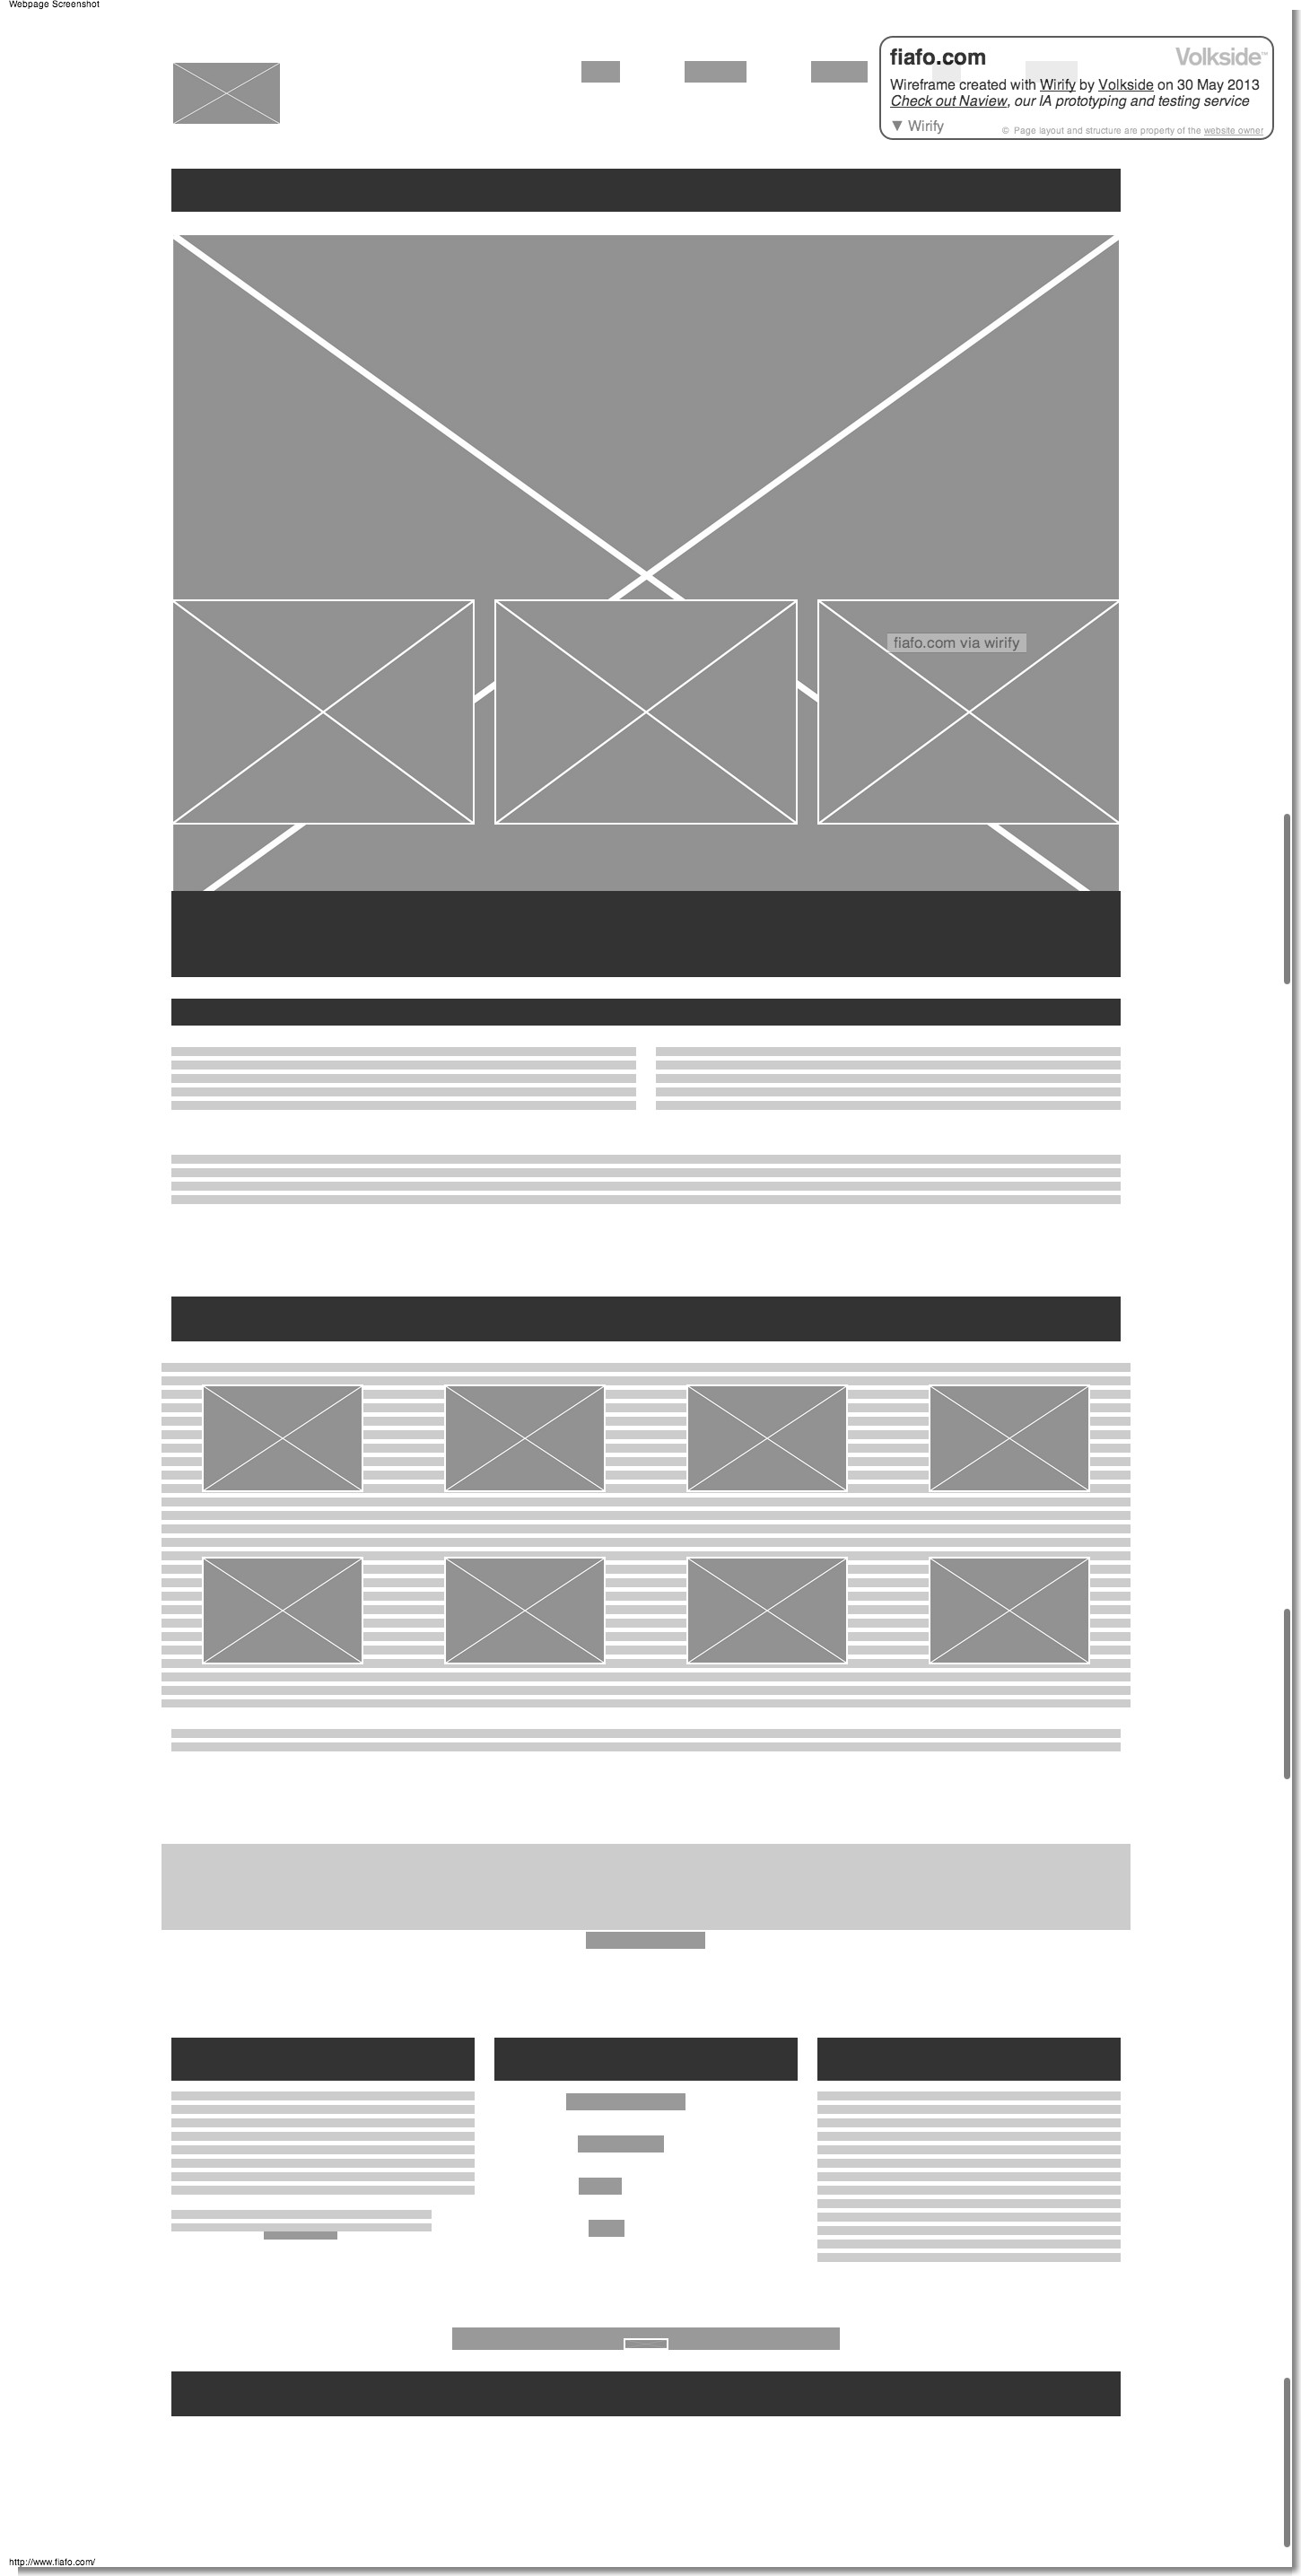 Webpage Screenshot
fiafo.com
Volkside™
Wireframe created with Wirify by Volkside on 30 May 2013
Check out Naview, our IA prototyping and testing service
▼ Wirify
© Page layout and structure are property of the website owner
fiafo.com via wirify
http://www.fiafo.com/